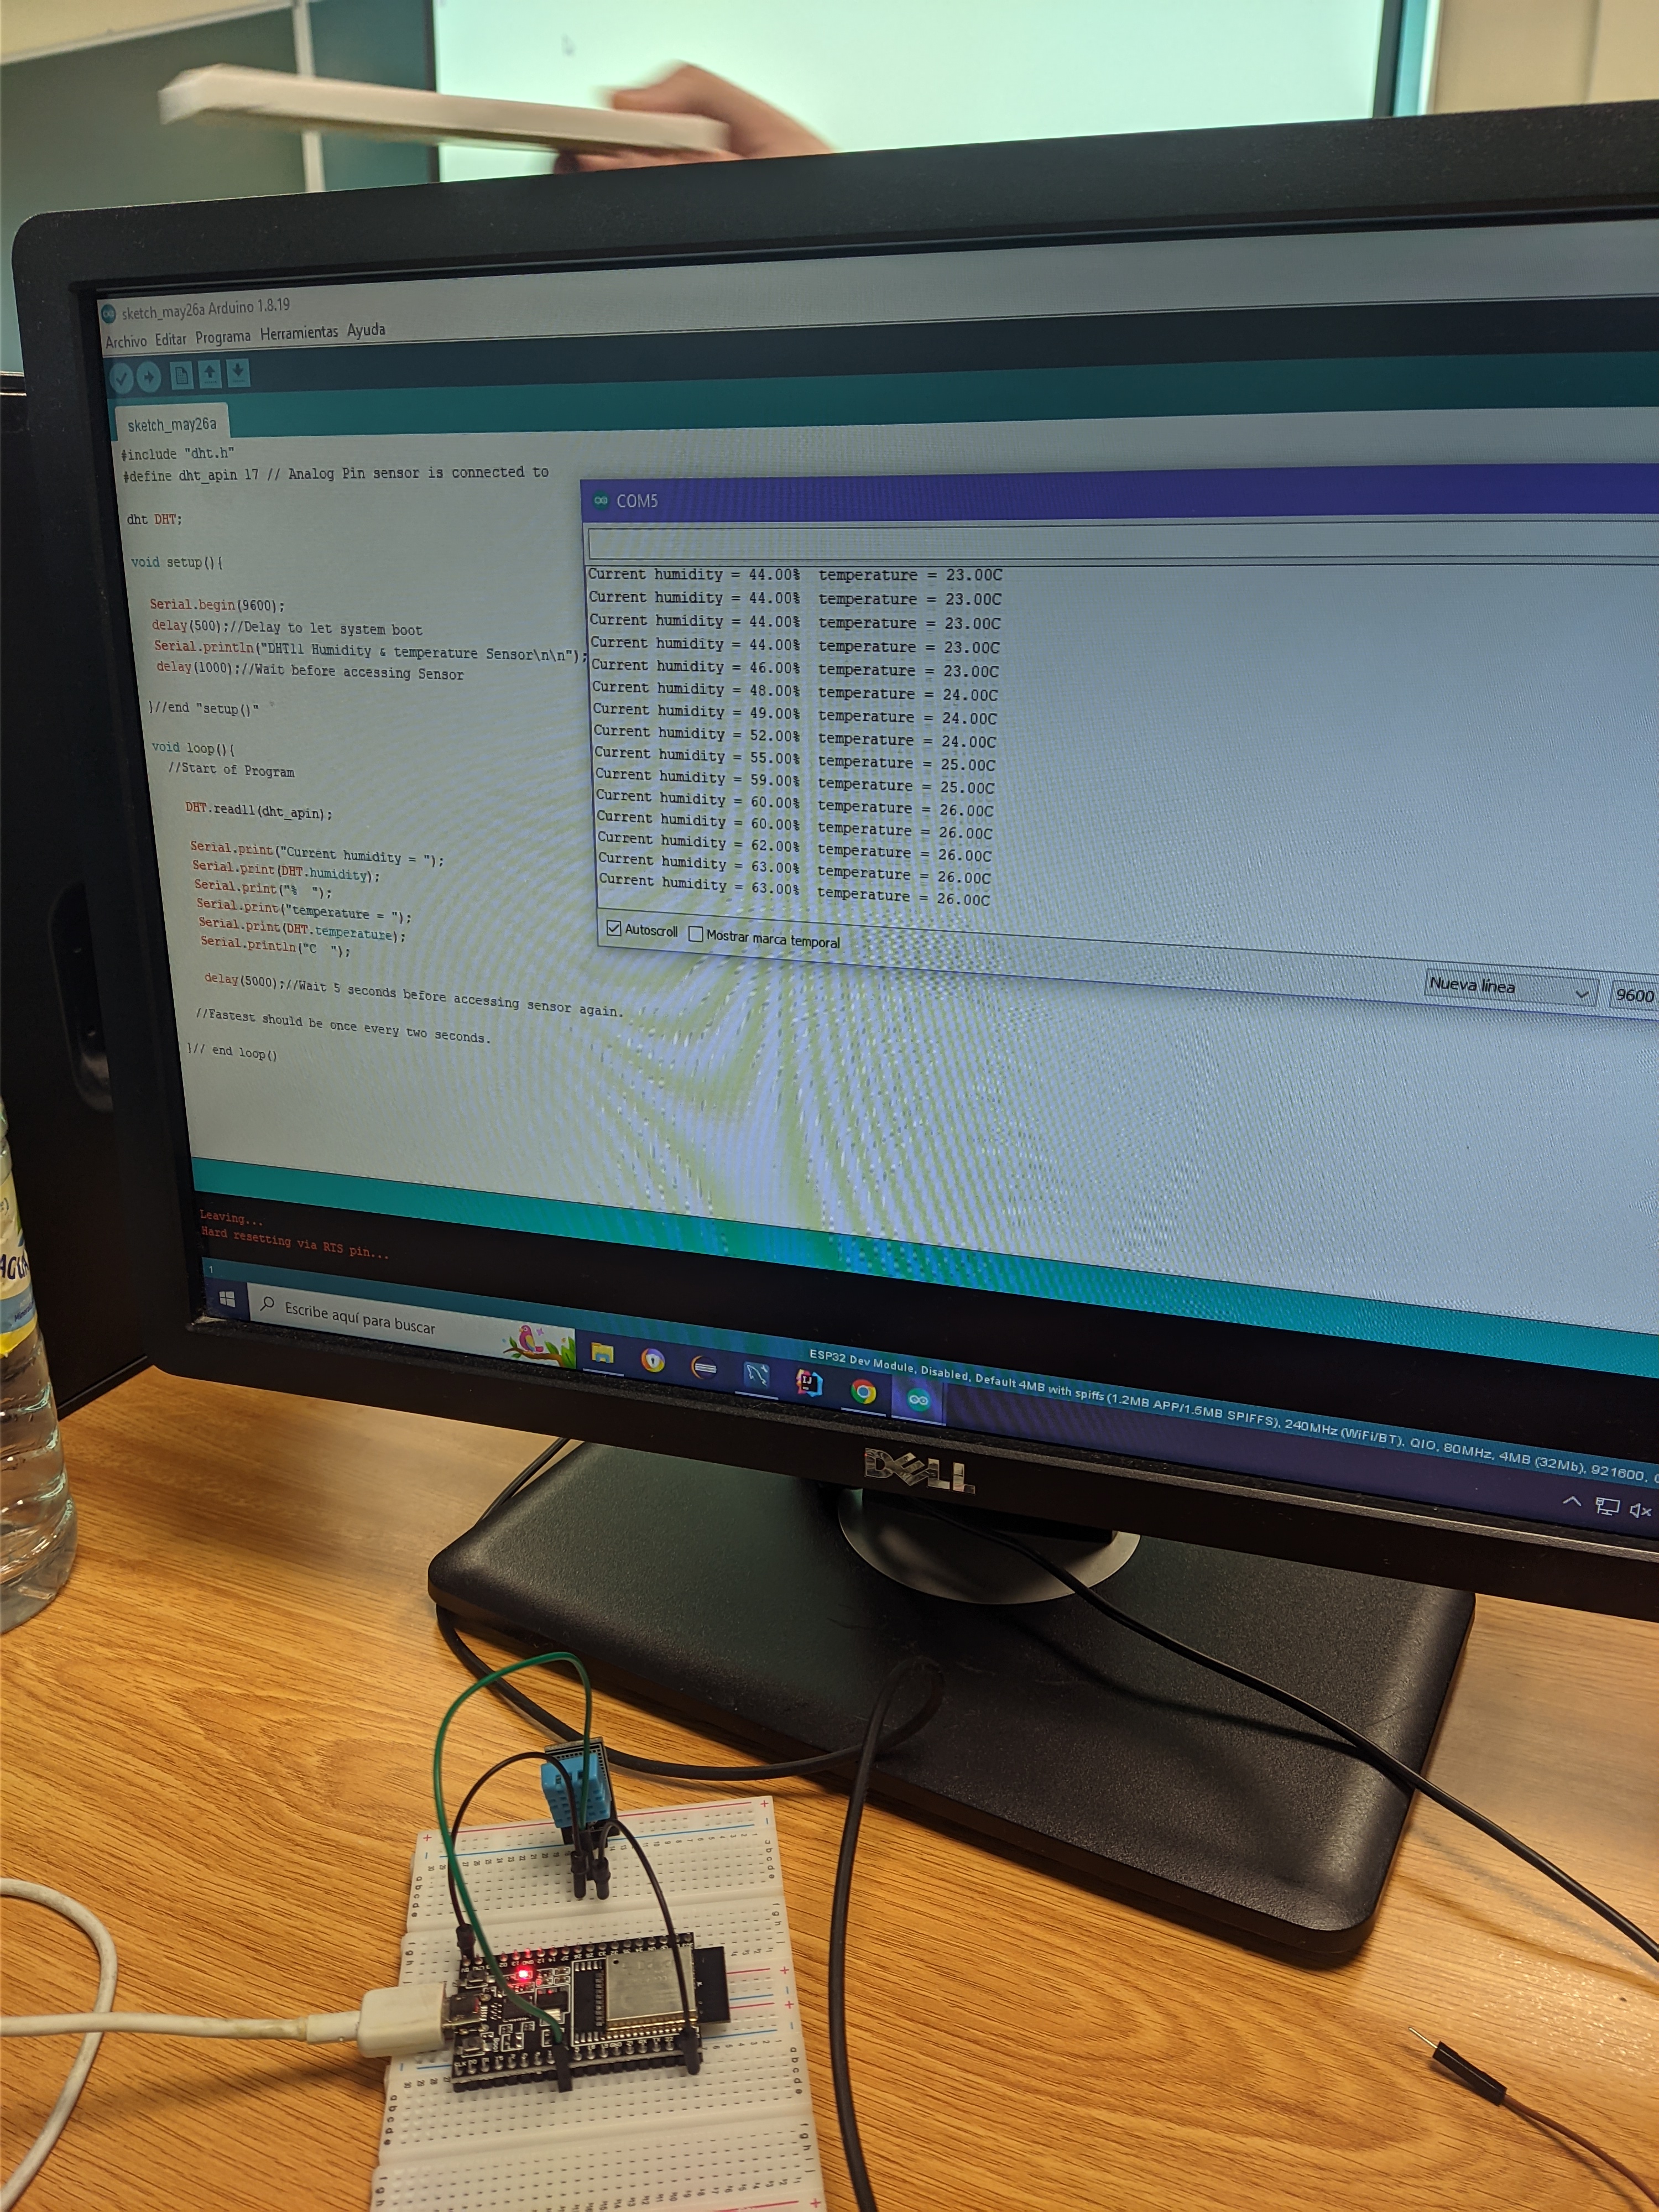 sketch_may26a Arduino 1.8.19
Archivo Editar Programa Herramientas Ayuda
sketch_may26a
#include "dht.h"
#define dht_apin 17 // Analog Pin sensor is connected to
dht DHT;
void setup(){
Serial.begin(9600);
delay(500);//Delay to let system boot
Serial.println("DHT11 Humidity & temperature Sensor\n\n");
delay(1000);//Wait before accessing Sensor
}//end "setup()"
void loop(){
//Start of Program
DHT.read11(dht_apin);
Serial.print("Current humidity = ");
Serial.print(DHT.humidity);
Serial.print("%  ");
Serial.print("temperature = ");
Serial.print(DHT.temperature);
Serial.println("C  ");
delay(5000);//Wait 5 seconds before accessing sensor again.
//Fastest should be once every two seconds.
}// end loop()
COM5
Current humidity = 44.00%  temperature = 23.00C
Current humidity = 44.00%  temperature = 23.00C
Current humidity = 44.00%  temperature = 23.00C
Current humidity = 44.00%  temperature = 23.00C
Current humidity = 46.00%  temperature = 23.00C
Current humidity = 48.00%  temperature = 24.00C
Current humidity = 49.00%  temperature = 24.00C
Current humidity = 52.00%  temperature = 24.00C
Current humidity = 55.00%  temperature = 25.00C
Current humidity = 59.00%  temperature = 25.00C
Current humidity = 60.00%  temperature = 26.00C
Current humidity = 60.00%  temperature = 26.00C
Current humidity = 62.00%  temperature = 26.00C
Current humidity = 63.00%  temperature = 26.00C
Current humidity = 63.00%  temperature = 26.00C
Autoscroll Mostrar marca temporal
Nueva línea
9600
Leaving...
Hard resetting via RTS pin...
1
ESP32 Dev Module, Disabled, Default 4MB with spiffs (1.2MB APP/1.5MB SPIFFS), 240MHz (WiFi/BT), QIO, 80MHz, 4MB (32Mb), 921600,
Escribe aquí para buscar
DELL